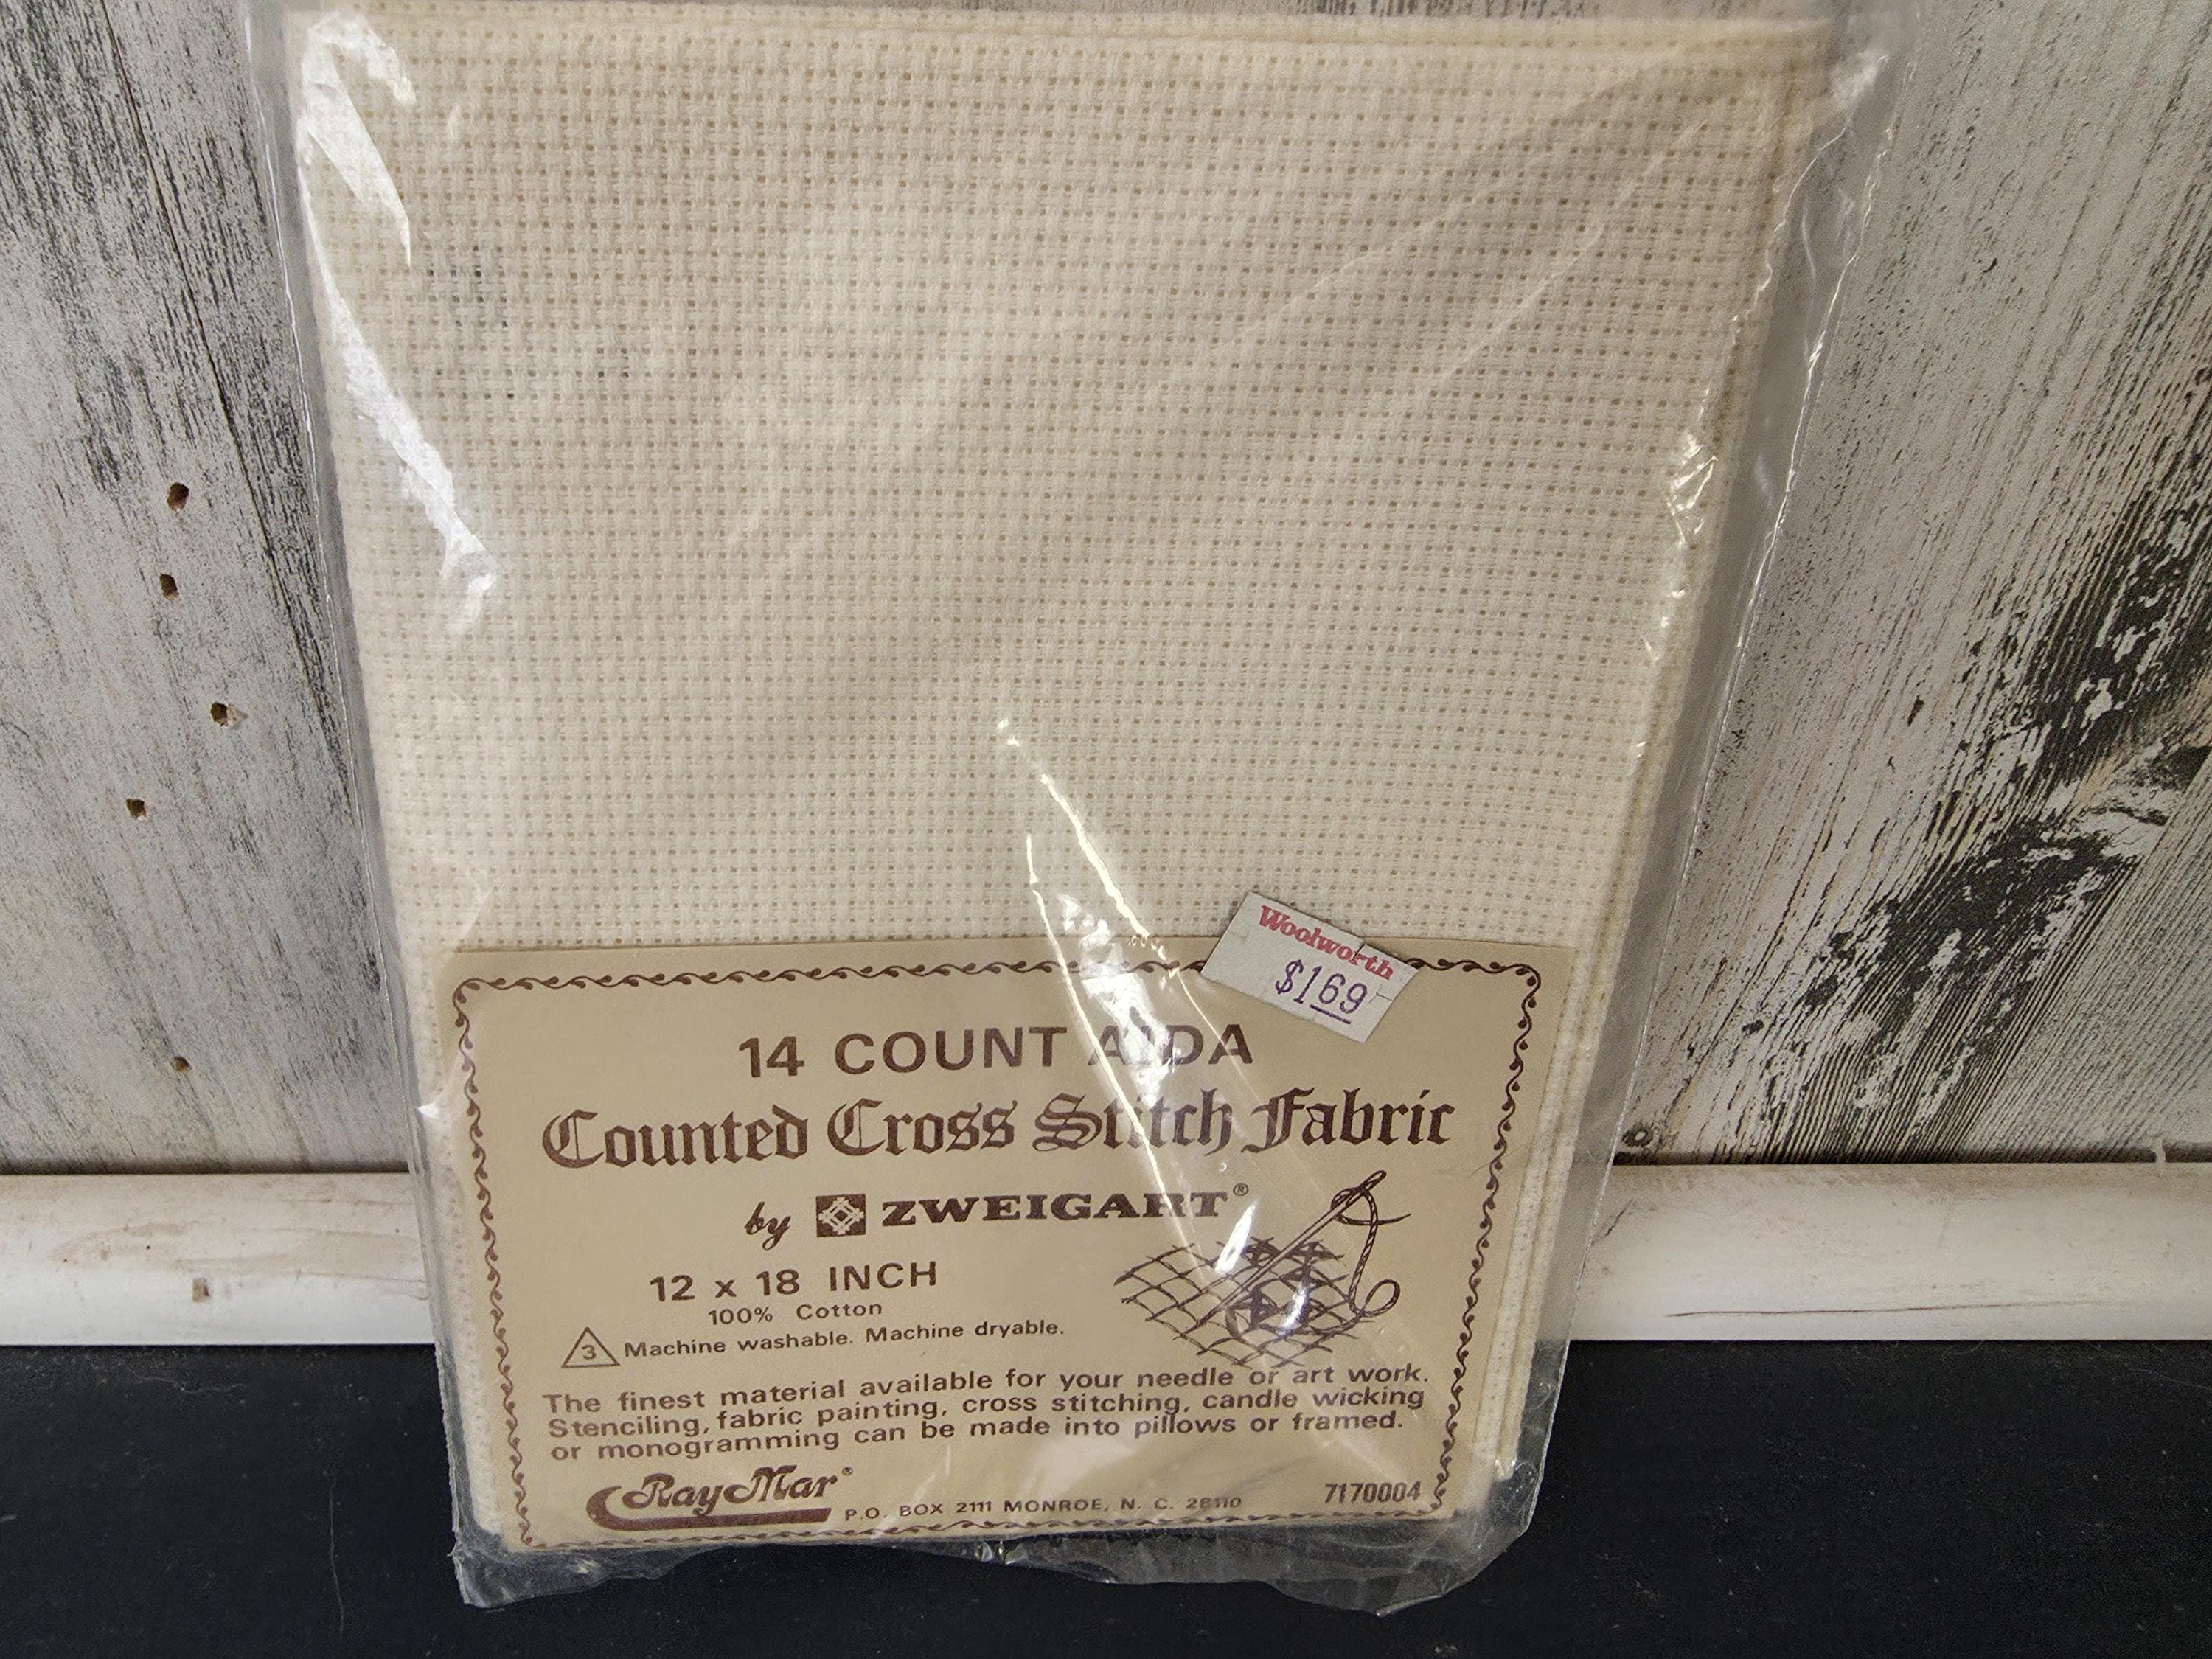 Woolworth
$169
14 COUNT AIDA
Counted Cross Stitch Fabric
by ZWEIGART®
12 x 18 INCH
100% Cotton
3 Machine washable. Machine dryable.
The finest material available for your needle or art work.
Stenciling, fabric painting, cross stitching, candle wicking
or monogramming can be made into pillows or framed.
RayMar®
P.O. BOX 2111 MONROE, N. C. 28110
7170004